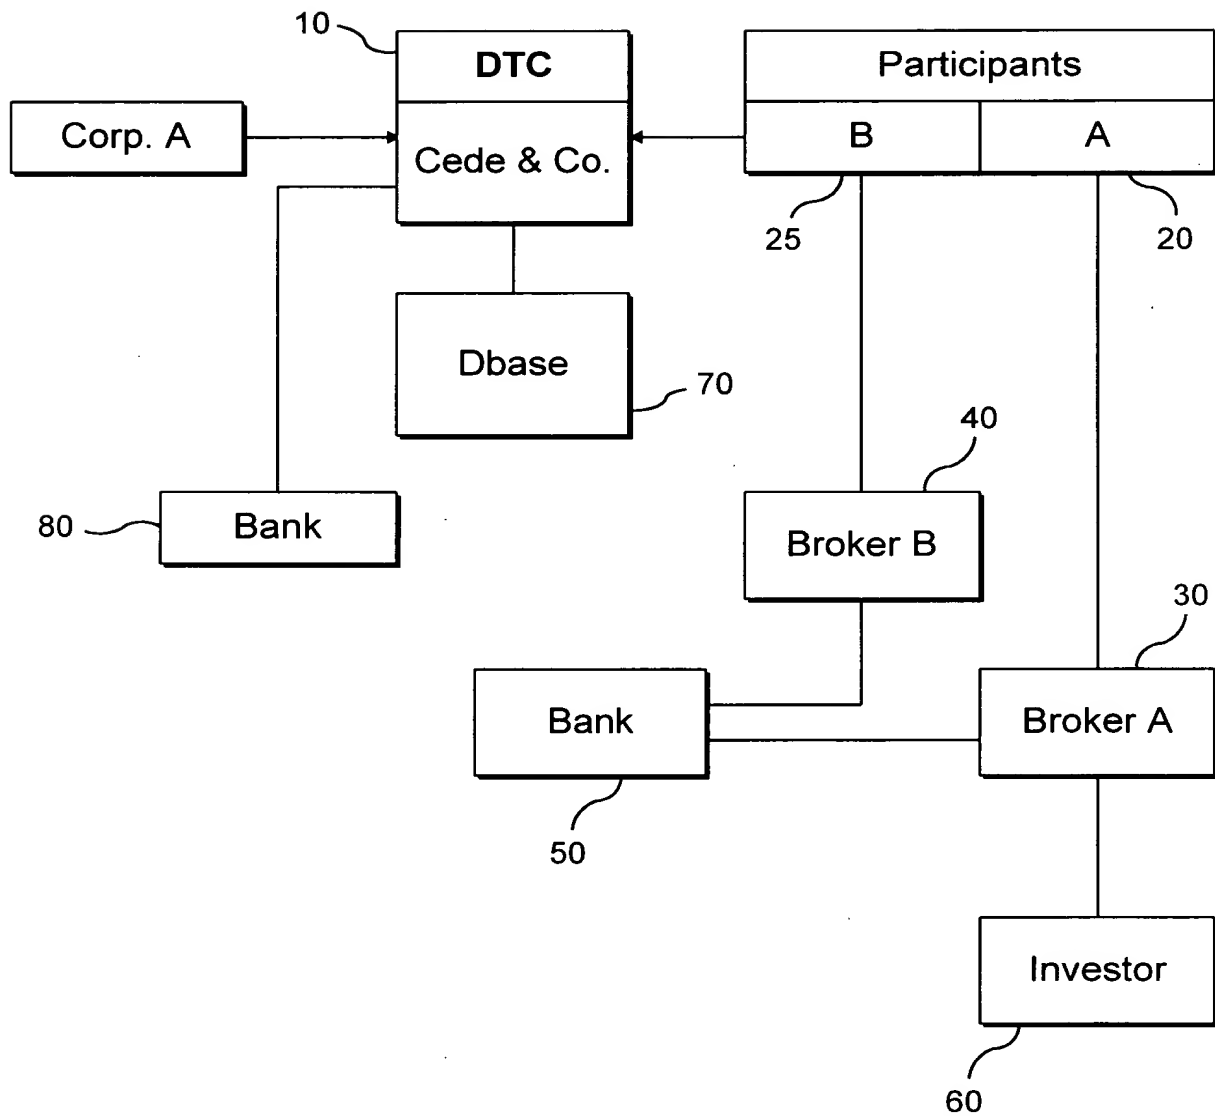 10
DTC
Participants
Corp. A
Cede & Co.
B
A
25
20
Dbase
70
40
80
Bank
Broker B
30
Bank
Broker A
50
Investor
60